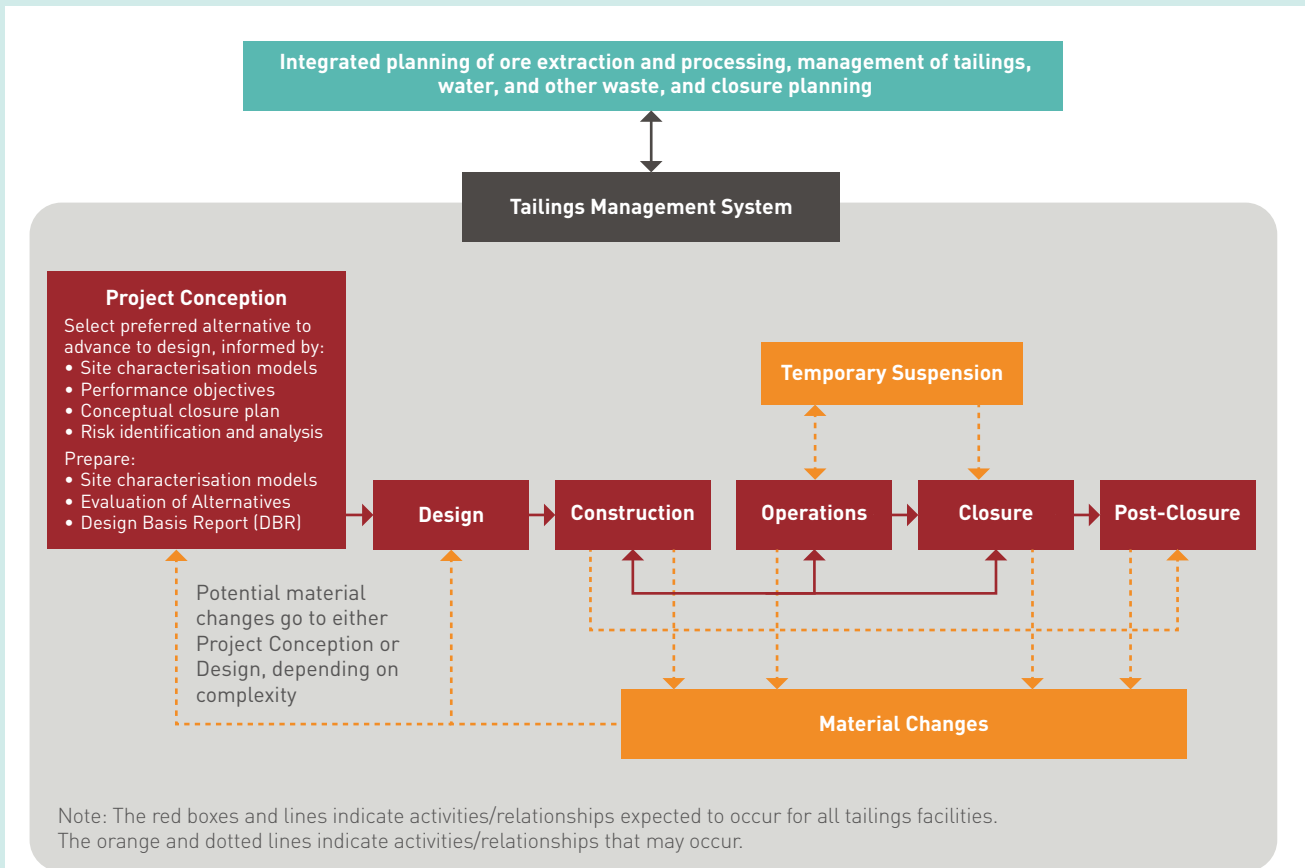 Integrated planning of ore extraction and processing, management of tailings,
water, and other waste, and closure planning
Tailings Management System
Project Conception
Select preferred alternative to
advance to design, informed by:
• Site characterisation models
• Performance objectives
• Conceptual closure plan
• Risk identification and analysis
Prepare:
• Site characterisation models
• Evaluation of Alternatives
• Design Basis Report (DBR)
Temporary Suspension
Design
Construction
Operations
Closure
Post-Closure
Potential material
changes go to either
Project Conception or
Design, depending on
complexity
Material Changes
Note: The red boxes and lines indicate activities/relationships expected to occur for all tailings facilities.
The orange and dotted lines indicate activities/relationships that may occur.